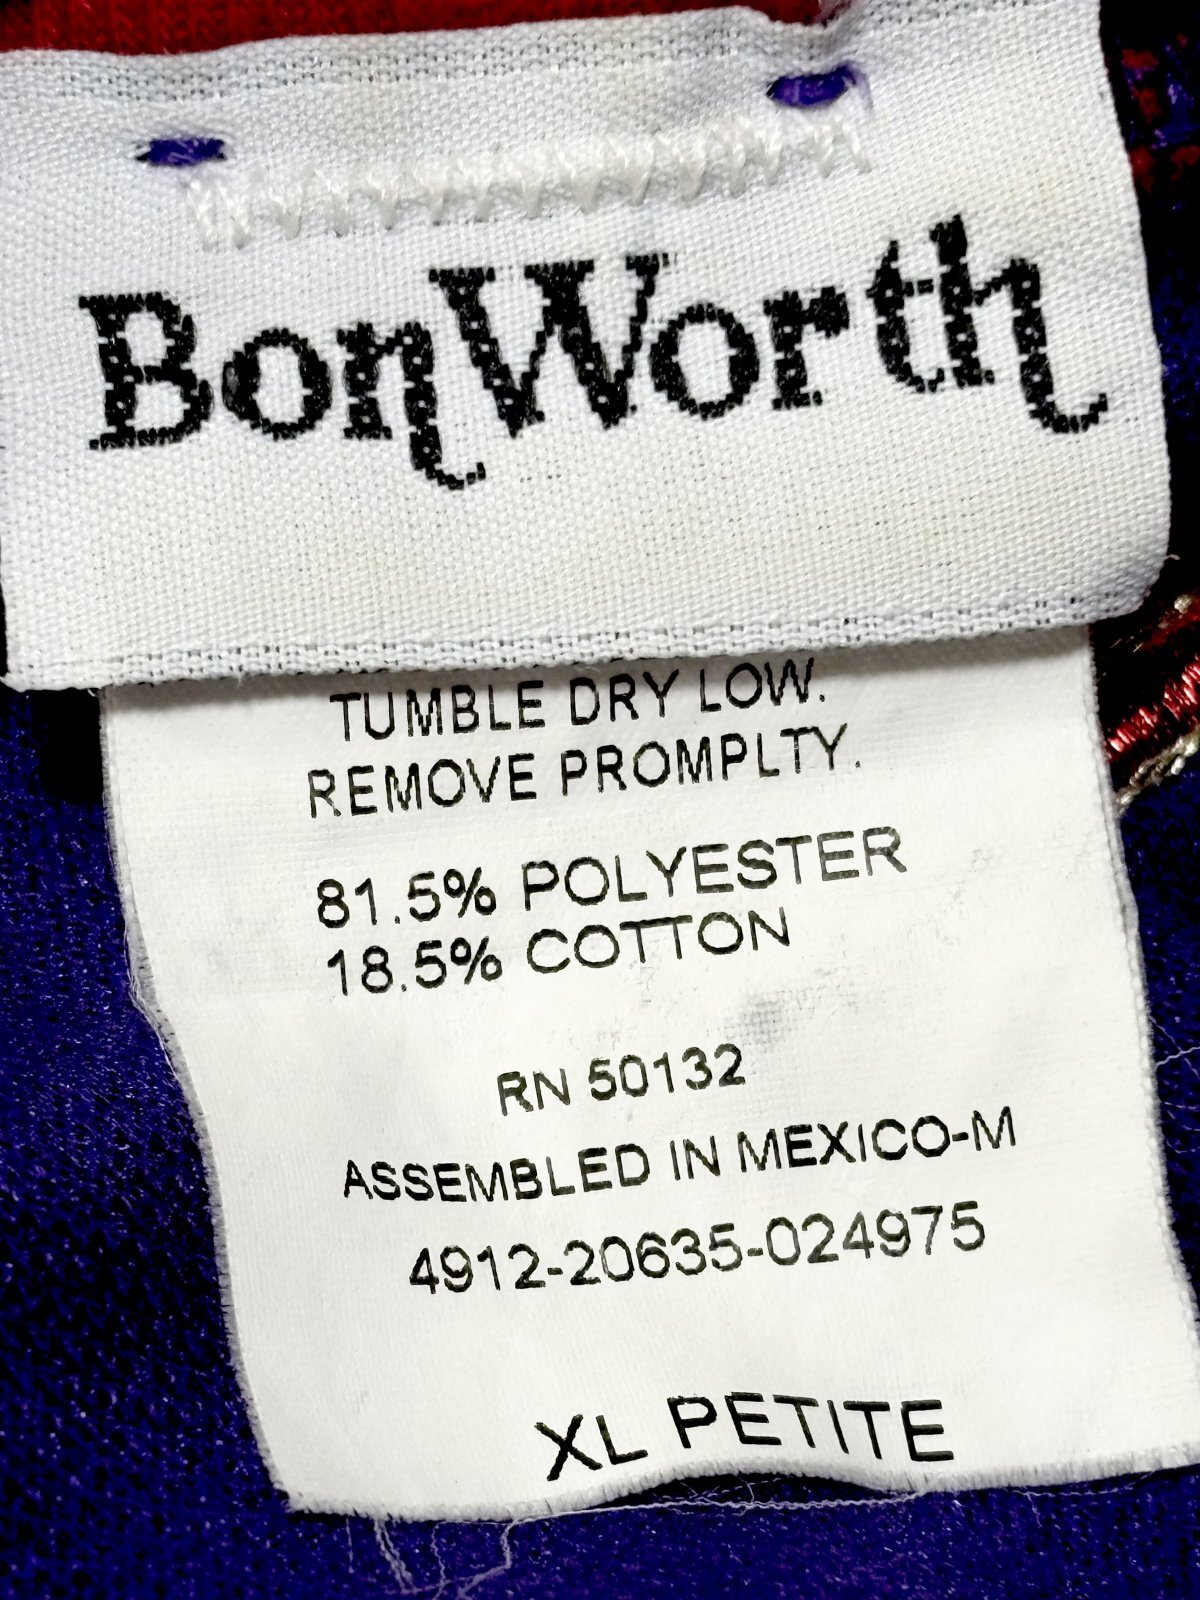 BonWorth
TUMBLE DRY LOW.
REMOVE PROMPLTY.
81.5% POLYESTER
18.5% COTTON
RN 50132
ASSEMBLED IN MEXICO-M
4912-20635-024975
XL PETITE